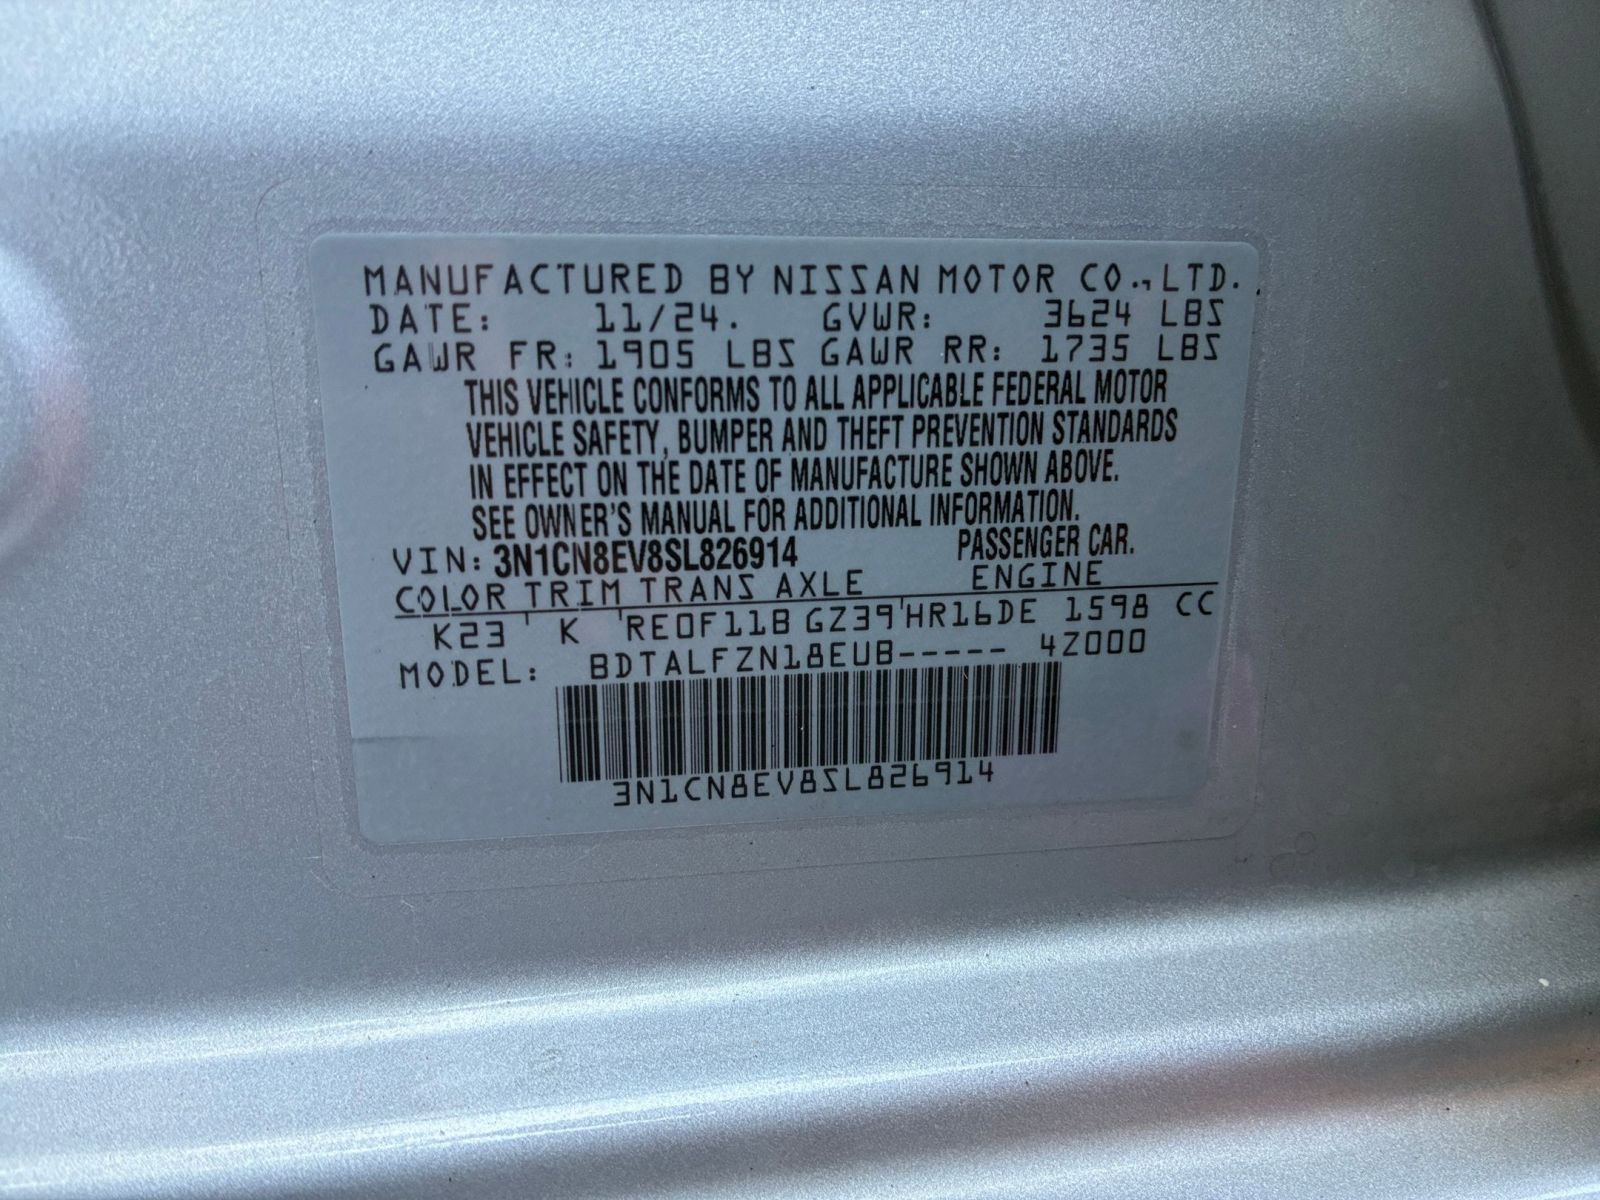 MANUFACTURED BY NISSAN MOTOR CO., LTD.
DATE: 11/24. GVWR: 3624 LBS
GAWR FR: 1905 LBS GAWR RR: 1735 LBS
THIS VEHICLE CONFORMS TO ALL APPLICABLE FEDERAL MOTOR
VEHICLE SAFETY, BUMPER AND THEFT PREVENTION STANDARDS
IN EFFECT ON THE DATE OF MANUFACTURE SHOWN ABOVE.
SEE OWNER'S MANUAL FOR ADDITIONAL INFORMATION.
VIN: 3N1CN8EV8SL826914 PASSENGER CAR.
COLOR TRIM TRANS AXLE ENGINE
K23 ' K RE0F11B GZ39 ' HR16DE 1598 CC
MODEL: BDTALFZN18EUB----- 4Z000
3N1CN8EV8SL826914